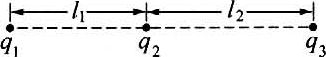 l₁ l₂
q₁ q₂ q₃